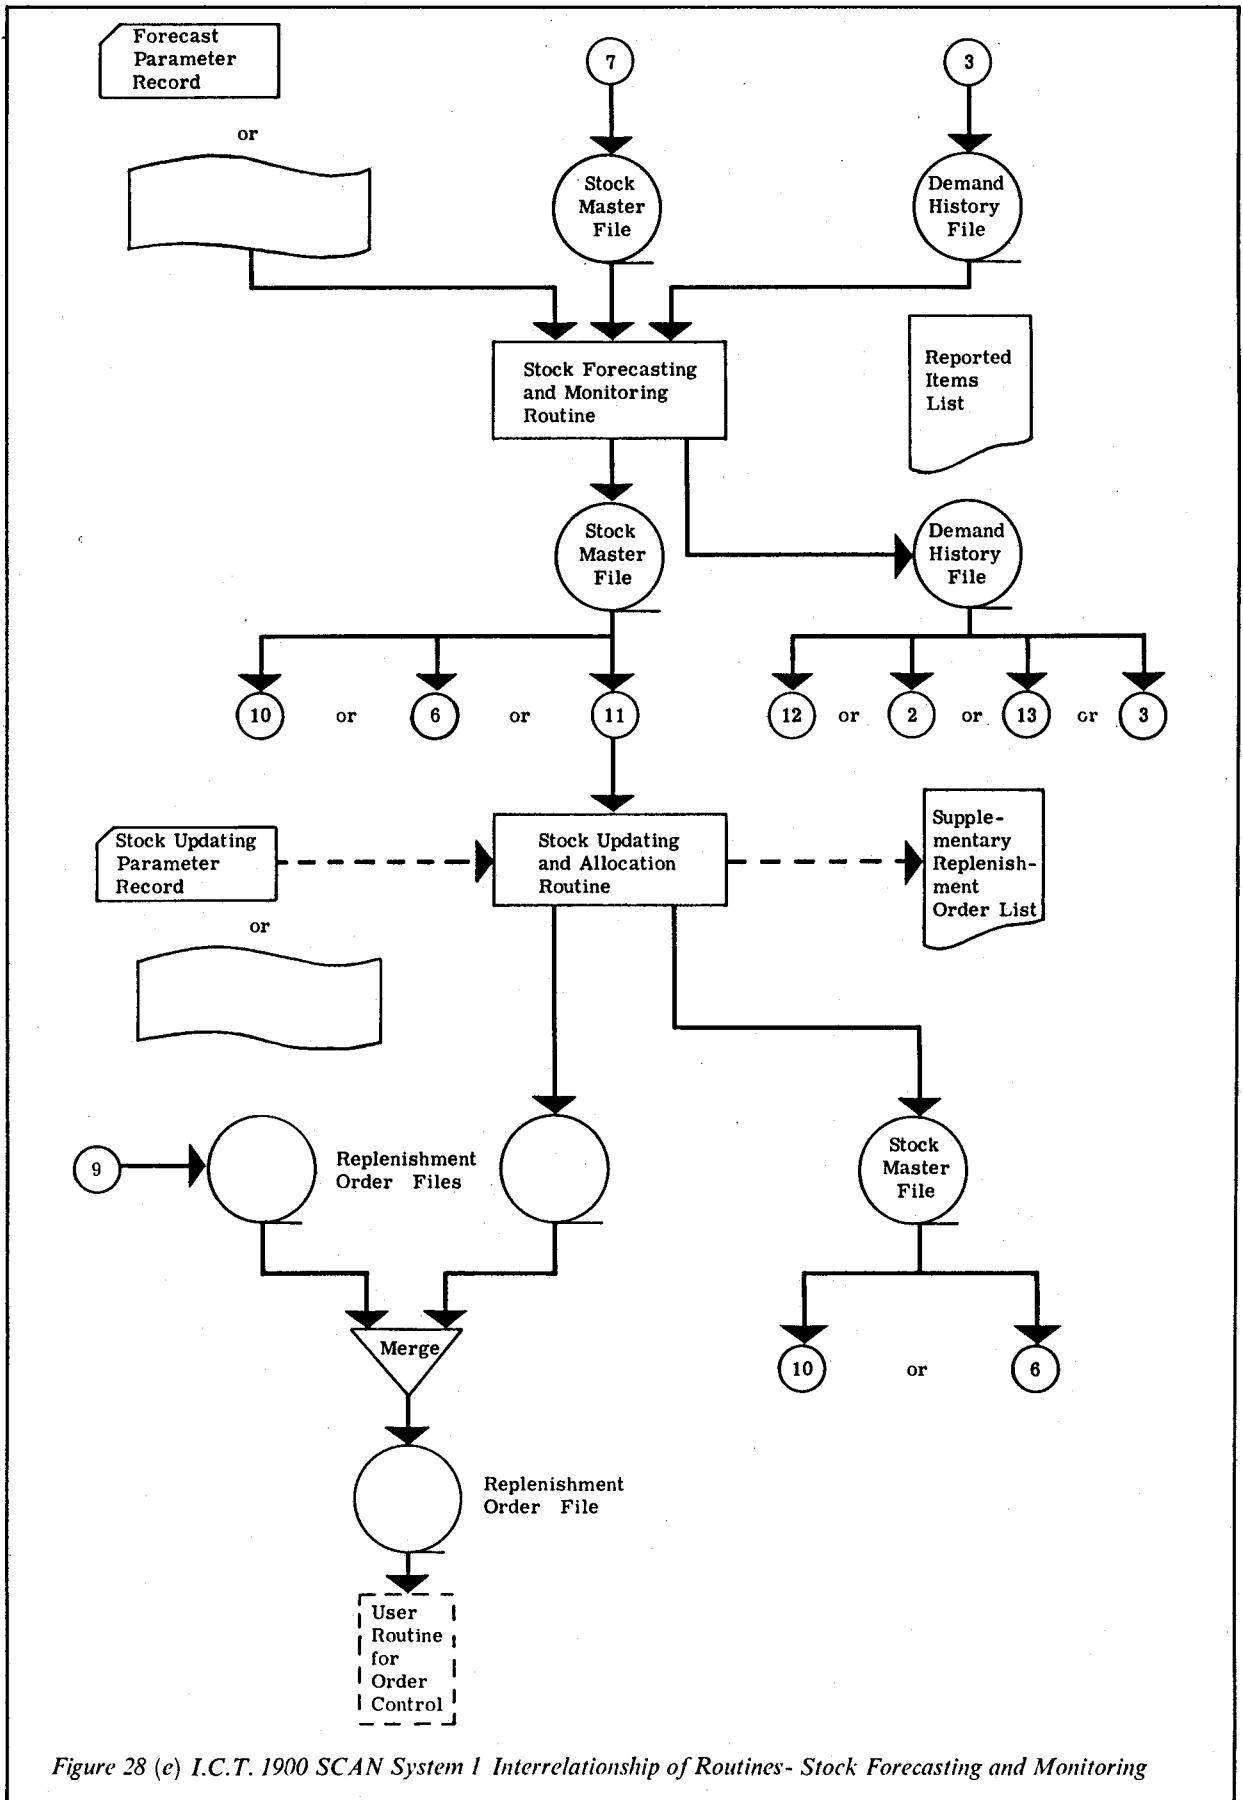 Forecast
Parameter
Record
or
7
3
Stock
Master
File
Demand
History
File
Stock Forecasting
and Monitoring
Routine
Reported
Items
List
Stock
Master
File
Demand
History
File
10 or 6 or 11
12 or 2 or 13 or 3
Stock Updating
Parameter
Record
or
Stock Updating
and Allocation
Routine
Supple-
mentary
Replenish-
ment
Order List
9
Replenishment
Order Files
Stock
Master
File
Merge
10 or 6
Replenishment
Order File
User
Routine
for
Order
Control
Figure 28 (e) I.C.T. 1900 SCAN System 1 Interrelationship of Routines- Stock Forecasting and Monitoring